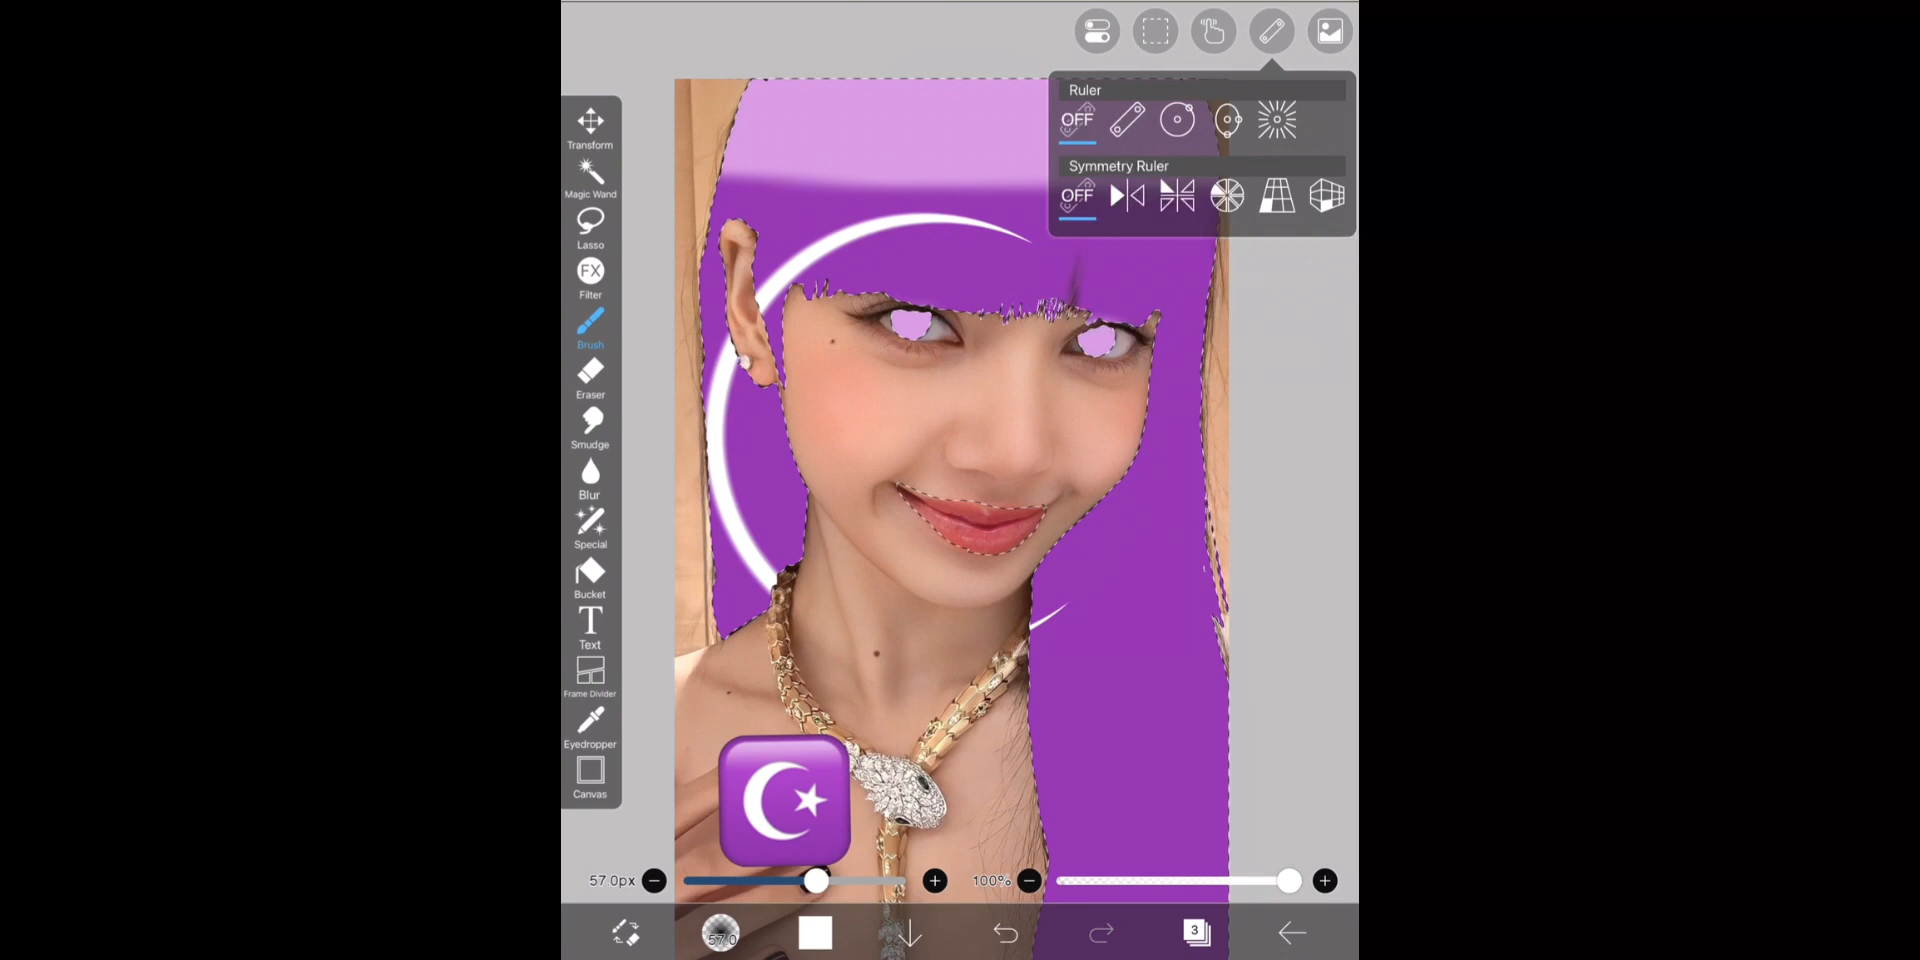 Ruler
OFF
Symmetry Ruler
OFF
Transform
Magic Wand
Lasso
FX
Filter
Brush
Eraser
Smudge
Blur
Special
Bucket
T
Text
Frame Divider
Eyedropper
Canvas
57.0px
100%
57.0
3